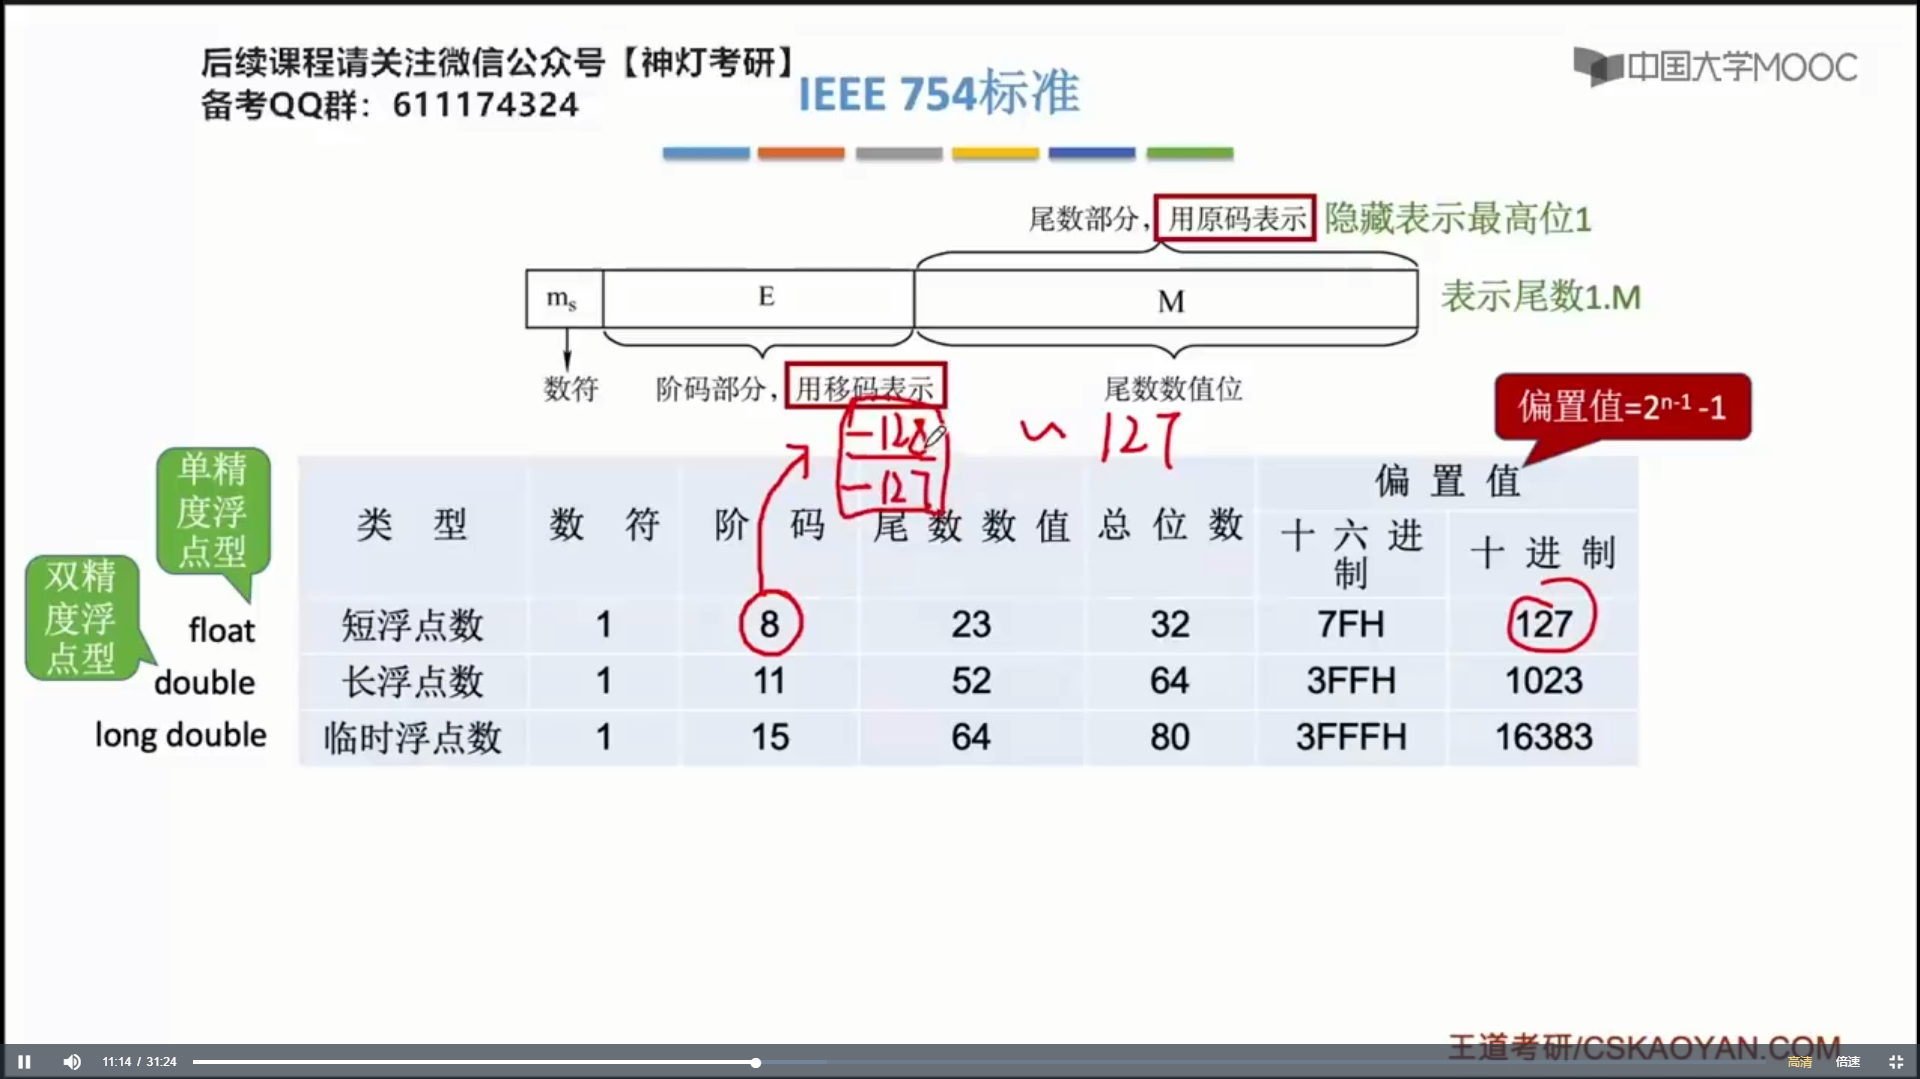 后续课程请关注微信公众号【神灯考研】
备考QQ群：611174324
IEEE 754标准
中国大学MOOC
尾数部分，用原码表示 隐藏表示最高位1
ms E M 表示尾数1.M
数符 阶码部分，用移码表示 尾数数值位
偏置值=2ⁿ⁻¹ -1
-128 ~ 127
-127
单精度浮点型
双精度浮点型
类 型 数 符 阶 码 尾 数 数 值 总 位 数 偏 置 值
十 六 进 制 十 进 制
float 短浮点数 1 8 23 32 7FH 127
double 长浮点数 1 11 52 64 3FFH 1023
long double 临时浮点数 1 15 64 80 3FFFH 16383
王道考研/CSKAOYAN.COM
11:14 / 31:24 高清 倍速